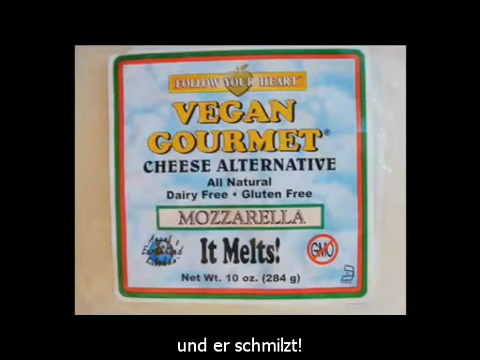 FOLLOW YOUR HEART®
VEGAN
GOURMET®
CHEESE ALTERNATIVE
All Natural
Dairy Free • Gluten Free
MOZZARELLA
It Melts!
GMO
Net Wt. 10 oz. (284 g)
und er schmilzt!